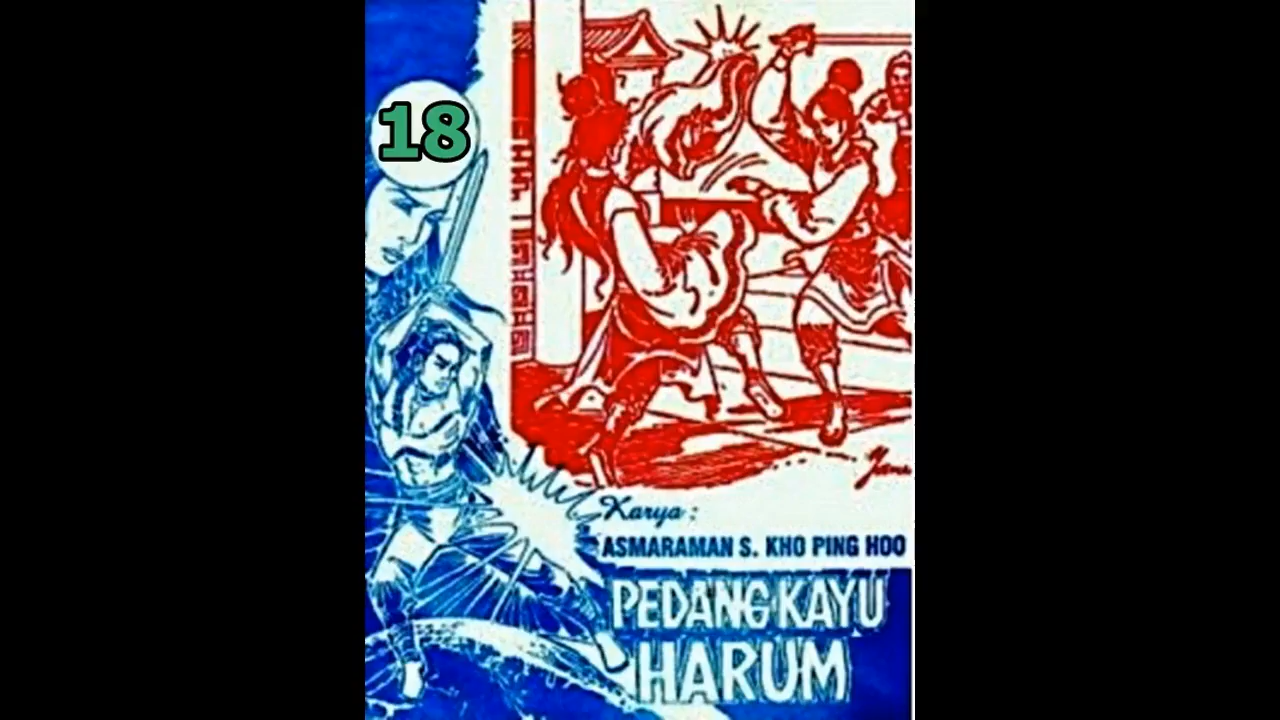 18
Karya :
ASMARAMAN S. KHO PING HOO
PEDANG KAYU
HARUM